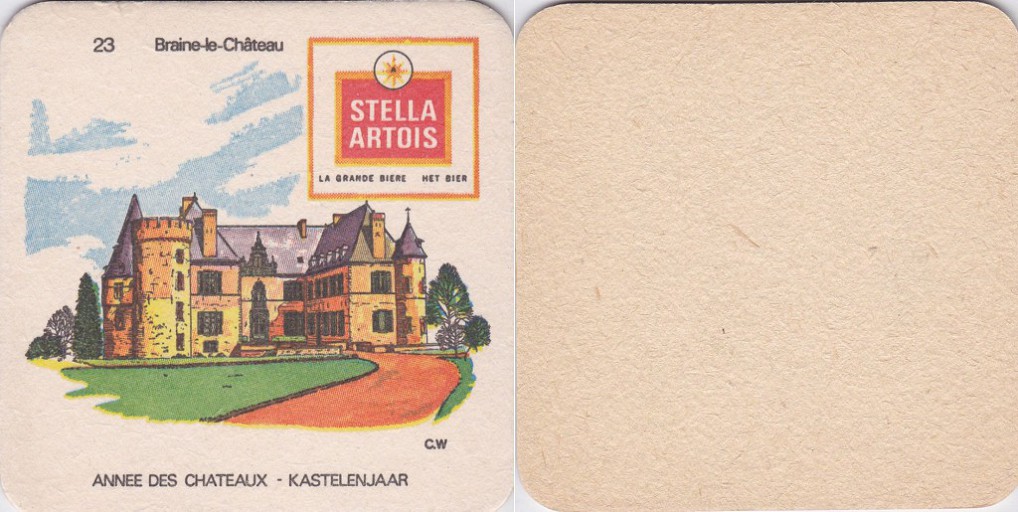 23 Braine-le-Château
STELLA
ARTOIS
LA GRANDE BIERE HET BIER
C.W
ANNEE DES CHATEAUX - KASTELENJAAR